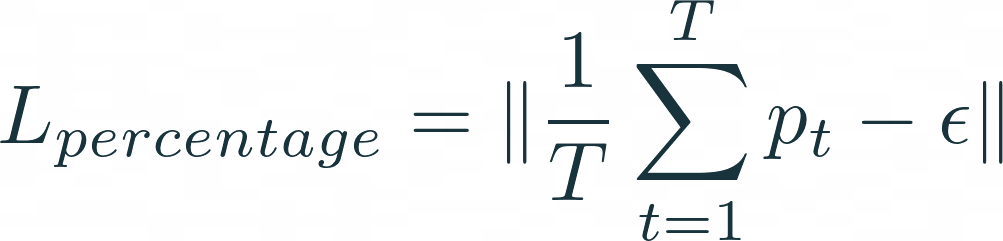 L_{percentage} = \| \frac{1}{T} \sum_{t=1}^{T} p_t - \epsilon \|